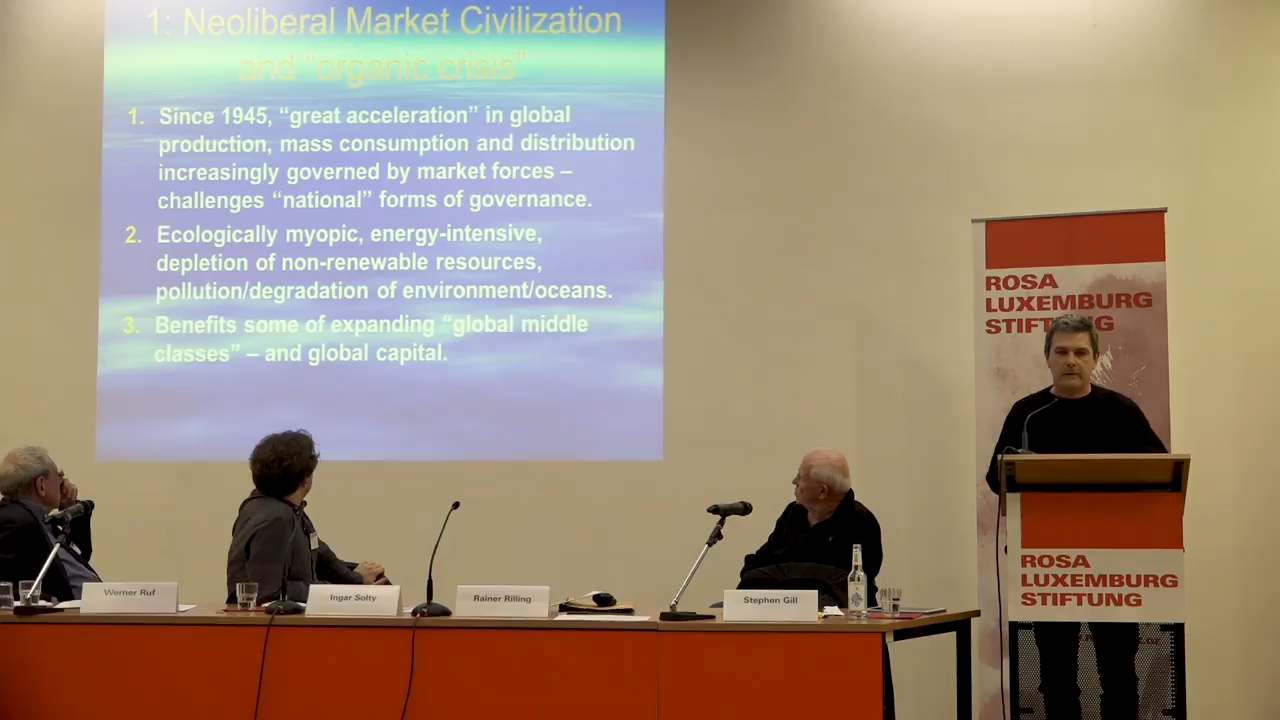 1: Neoliberal Market Civilization
and "organic crisis"
1. Since 1945, “great acceleration” in global
production, mass consumption and distribution
increasingly governed by market forces –
challenges “national” forms of governance.
2. Ecologically myopic, energy-intensive,
depletion of non-renewable resources,
pollution/degradation of environment/oceans.
3. Benefits some of expanding “global middle
classes” – and global capital.
ROSA
LUXEMBURG
STIFTUNG
Werner Ruf
Ingar Solty
Rainer Rilling
Stephen Gill
ROSA
LUXEMBURG
STIFTUNG